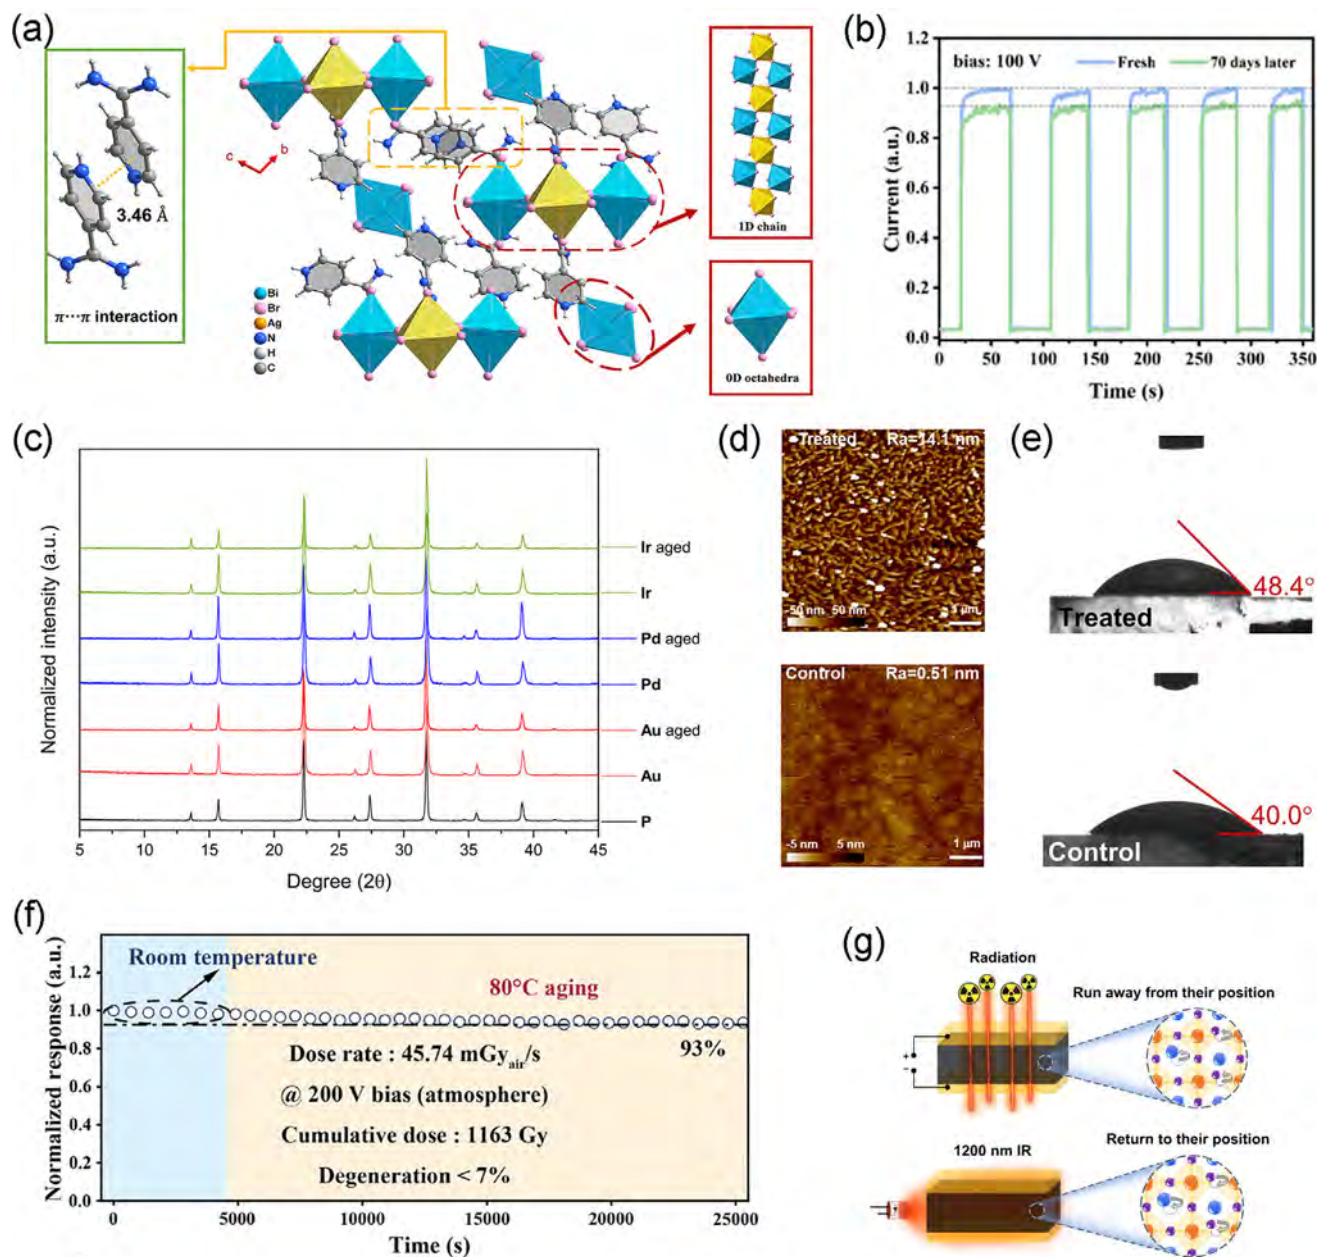 (a)
3.46 Å
π···π interaction
c
b
Bi
Br
Ag
N
H
C
1D chain
0D octahedra
(b)
bias: 100 V
Fresh
70 days later
Current (a.u.)
1.2
1.0
0.8
0.6
0.4
0.2
0.0
0 50 100 150 200 250 300 350
Time (s)
(c)
Normalized intensity (a.u.)
Ir aged
Ir
Pd aged
Pd
Au aged
Au
P
5 10 15 20 25 30 35 40 45
Degree (2θ)
(d)
Treated Ra=14.1 nm
-50 nm 50 nm 1 μm
Control Ra=0.51 nm
-5 nm 5 nm 1 μm
(e)
48.4°
Treated
40.0°
Control
(f)
Normalized response (a.u.)
1.2
1.0
0.8
0.6
0.4
0.2
0.0
Room temperature
80°C aging
93%
Dose rate : 45.74 mGyair/s
@ 200 V bias (atmosphere)
Cumulative dose : 1163 Gy
Degeneration < 7%
0 5000 10000 15000 20000 25000
Time (s)
(g)
Radiation
Run away from their position
+
-
1200 nm IR
Return to their position